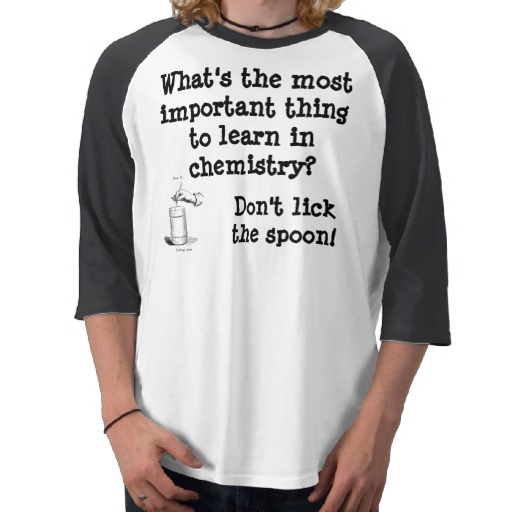 What's the most
important thing
to learn in
chemistry?
Don't lick
the spoon!